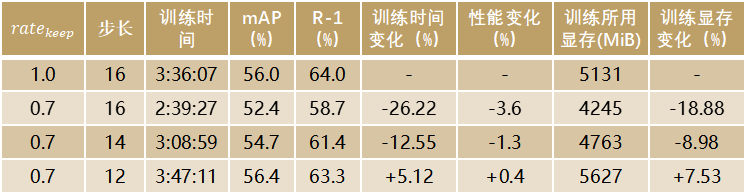 rate_keep 步长 训练时间 mAP (%) R-1 (%) 训练时间变化（%） 性能变化（%） 训练所用显存(MiB) 训练显存变化（%）
1.0 16 3:36:07 56.0 64.0 - - 5131 -
0.7 16 2:39:27 52.4 58.7 -26.22 -3.6 4245 -18.88
0.7 14 3:08:59 54.7 61.4 -12.55 -1.3 4763 -8.98
0.7 12 3:47:11 56.4 63.3 +5.12 +0.4 5627 +7.53